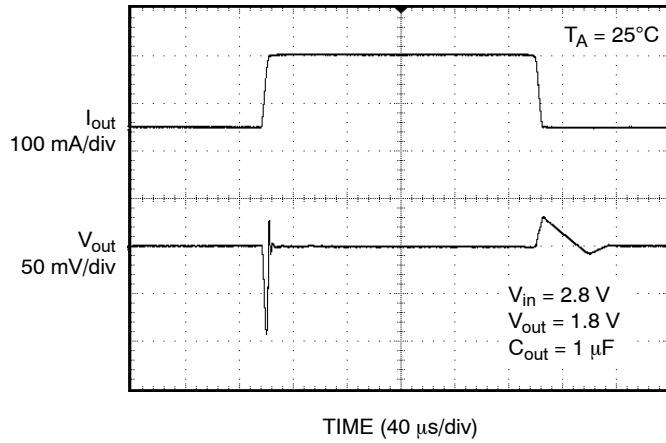 T_A = 25°C
I_out
100 mA/div
V_out
50 mV/div
V_in = 2.8 V
V_out = 1.8 V
C_out = 1 μF
TIME (40 μs/div)